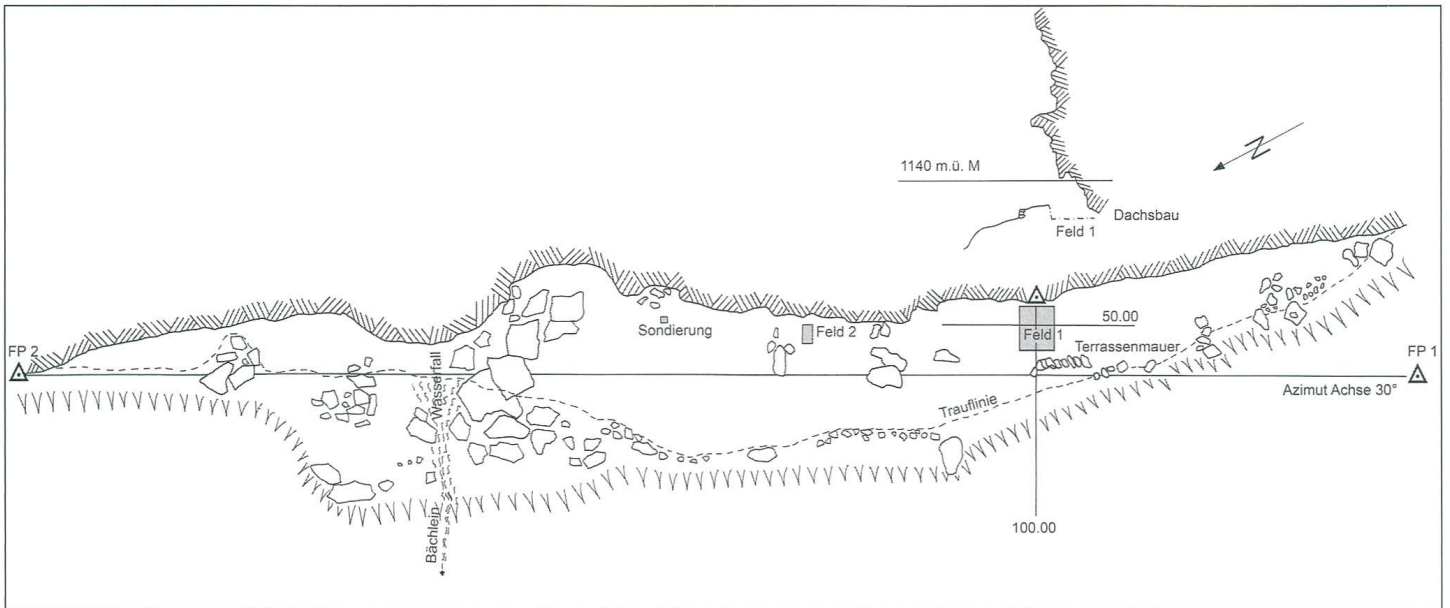 N
1140 m.ü. M
Dachsbau
Feld 1
Sondierung
Feld 2
Feld 1
50.00
Terrassenmauer
FP 2
FP 1
Wasserfall
Azimut Achse 30°
Trauflinie
Bächlein
100.00